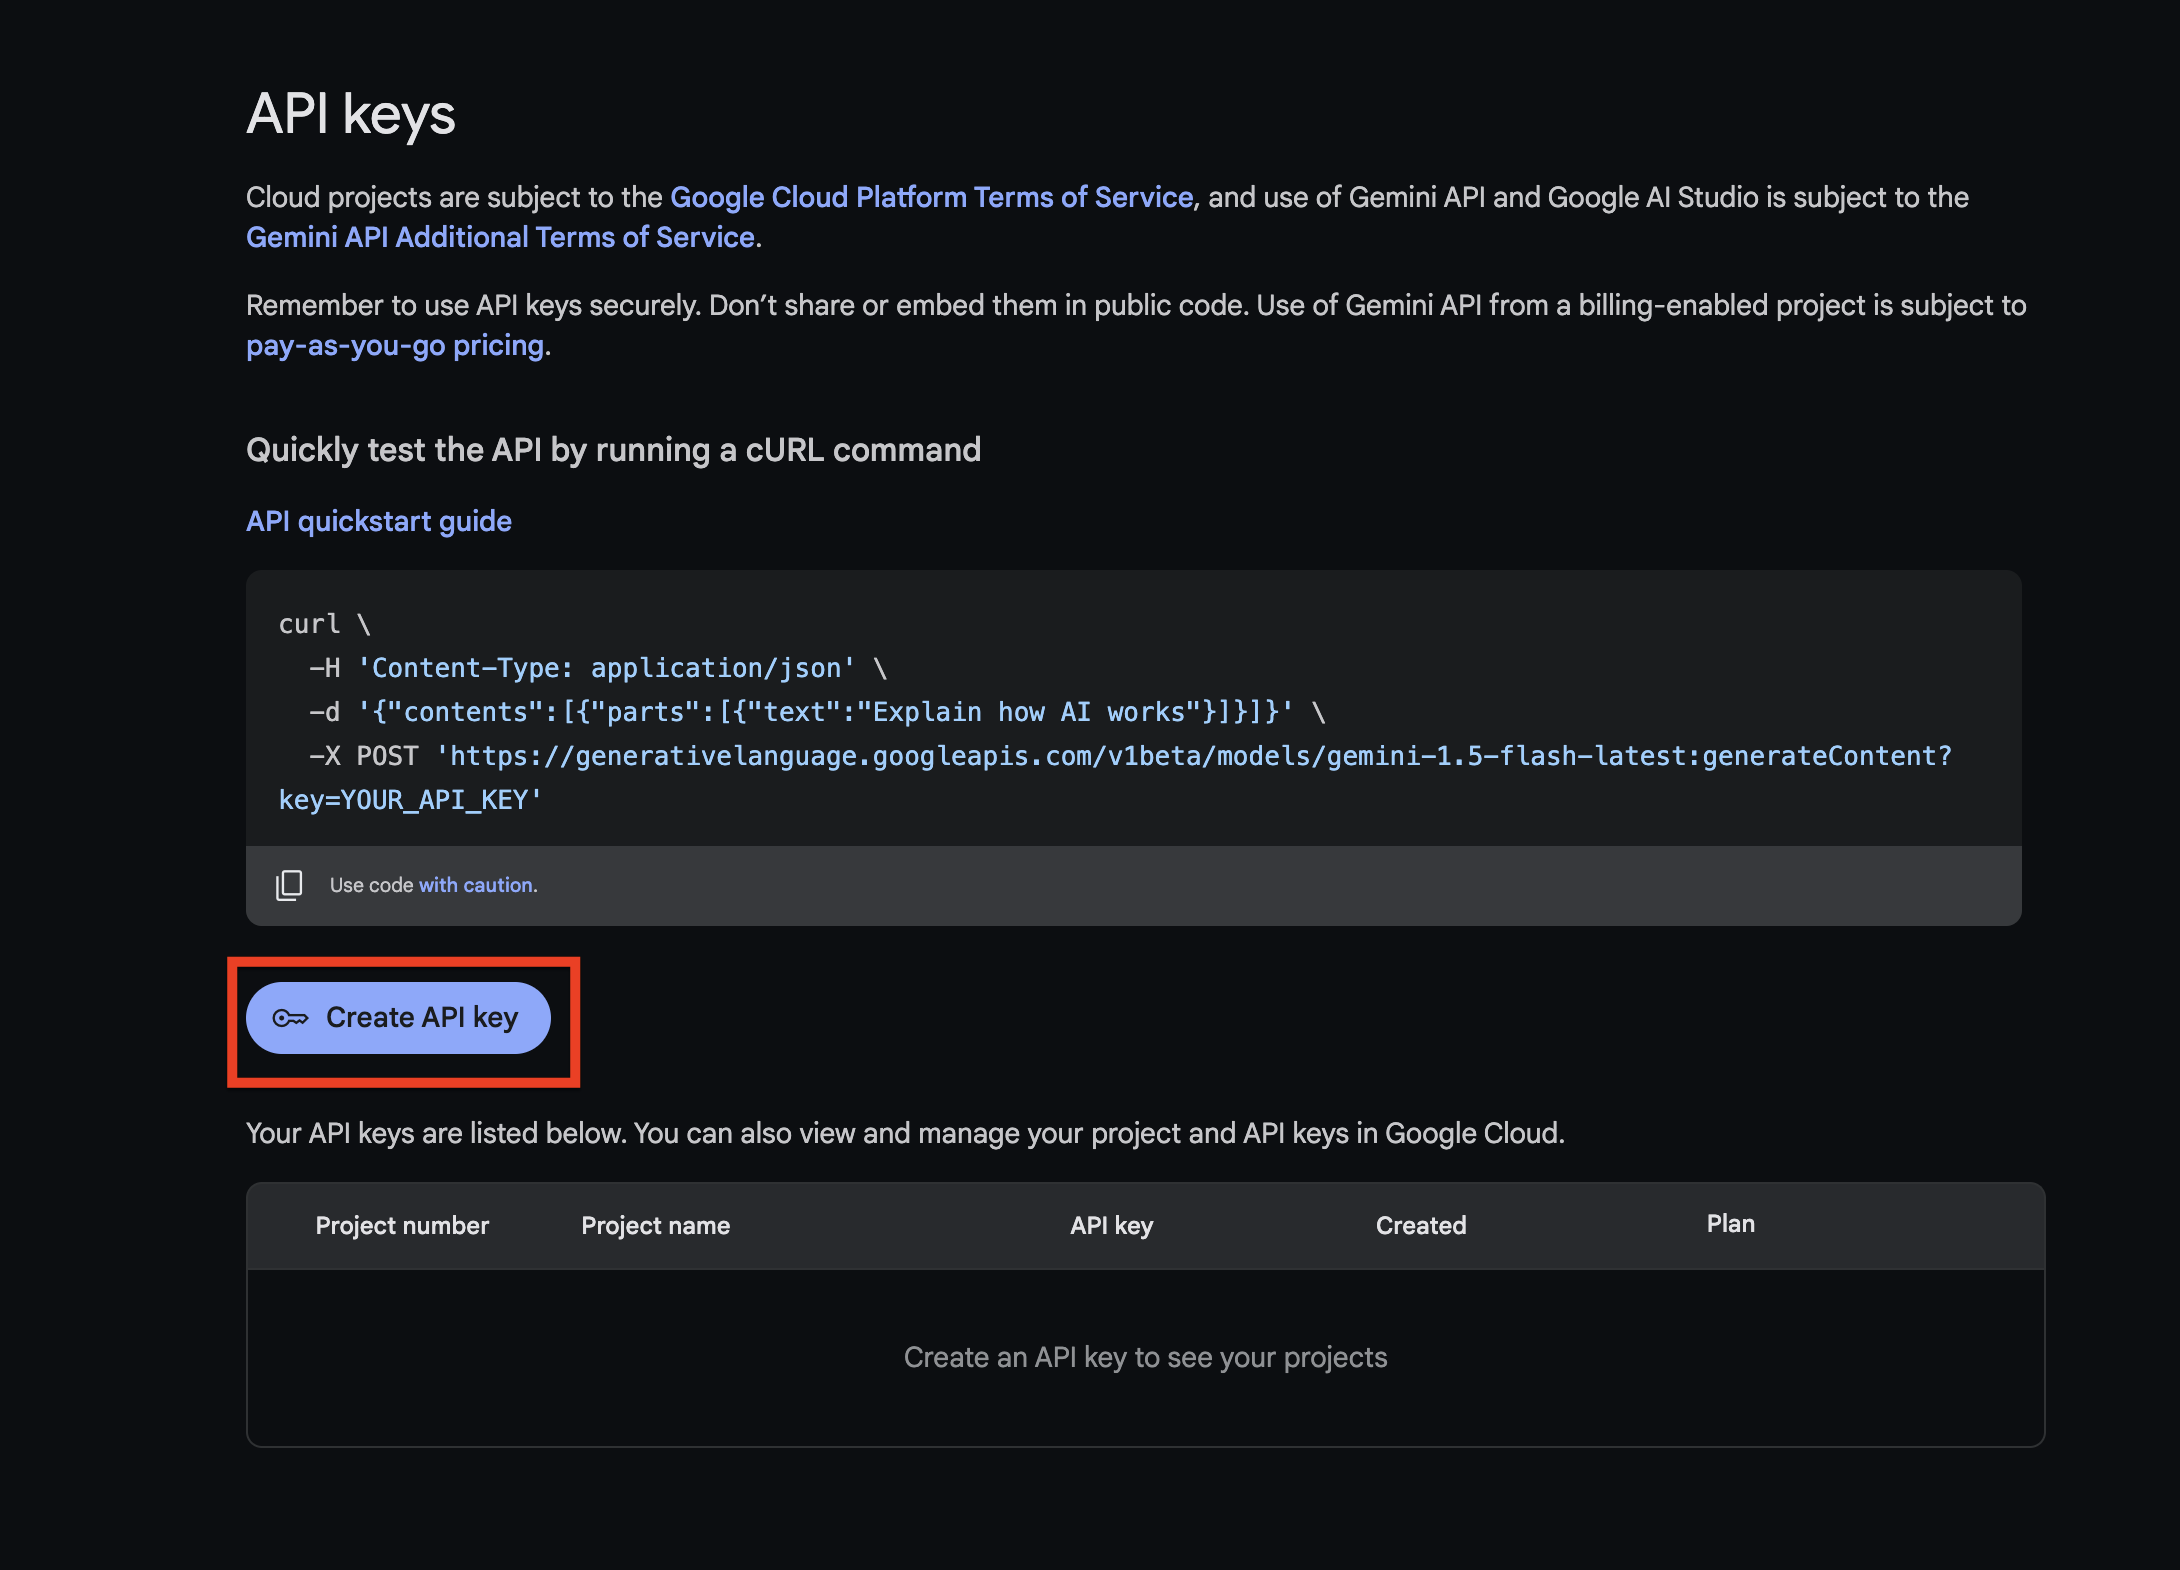 API keys
Cloud projects are subject to the Google Cloud Platform Terms of Service, and use of Gemini API and Google AI Studio is subject to the
Gemini API Additional Terms of Service.
Remember to use API keys securely. Don’t share or embed them in public code. Use of Gemini API from a billing-enabled project is subject to
pay-as-you-go pricing.
Quickly test the API by running a cURL command
API quickstart guide
curl \
  -H 'Content-Type: application/json' \
  -d '{"contents":[{"parts":[{"text":"Explain how AI works"}]}]}' \
  -X POST 'https://generativelanguage.googleapis.com/v1beta/models/gemini-1.5-flash-latest:generateContent?
key=YOUR_API_KEY'
Use code with caution.
Create API key
Your API keys are listed below. You can also view and manage your project and API keys in Google Cloud.
Project number Project name API key Created Plan
Create an API key to see your projects